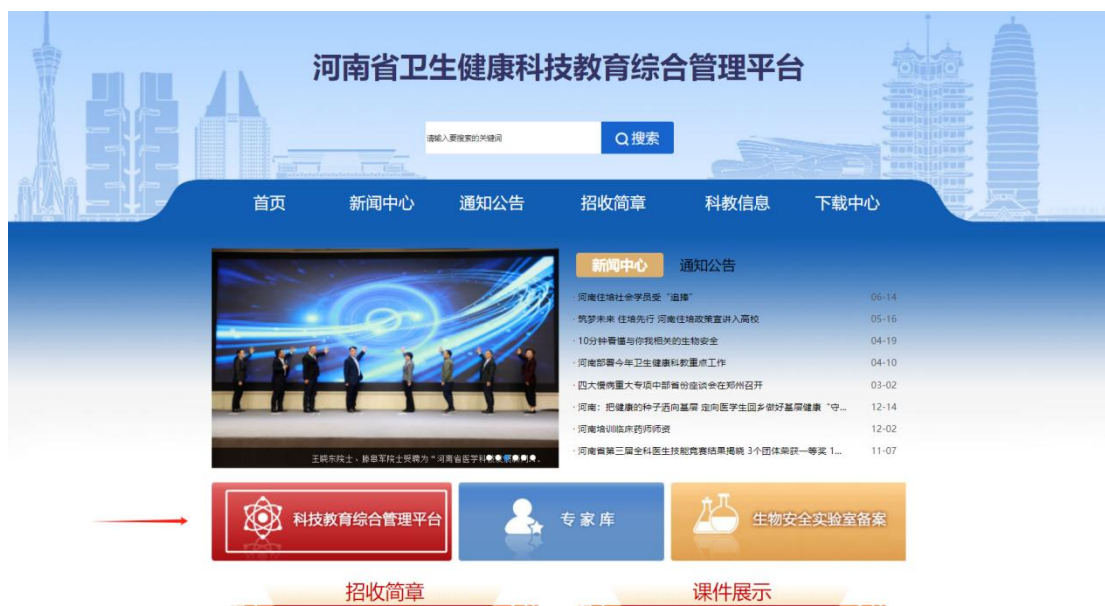 河南省卫生健康科技教育综合管理平台
请输入要搜索的关键词
搜索
首页 新闻中心 通知公告 招收简章 科教信息 下载中心
新闻中心 通知公告
·河南住培社会学员受“追捧” 06-14
·筑梦未来 住培先行 河南住培政策宣讲入高校 05-16
·10分钟看懂与你我相关的生物安全 04-19
·河南部署今年卫生健康科教重点工作 04-10
·四大慢病重大专项中部省份座谈会在郑州召开 03-02
·河南：把健康的种子洒向基层 定向医学生回乡做好基层健康“守... 12-14
·河南培训临床药师师资 12-02
·河南省第三届全科医生技能竞赛结果揭晓 3个团体荣获一等奖 1... 11-07
院士受聘为“河南省医学科
科技教育综合管理平台
专家库
生物安全实验室备案
招收简章
课件展示